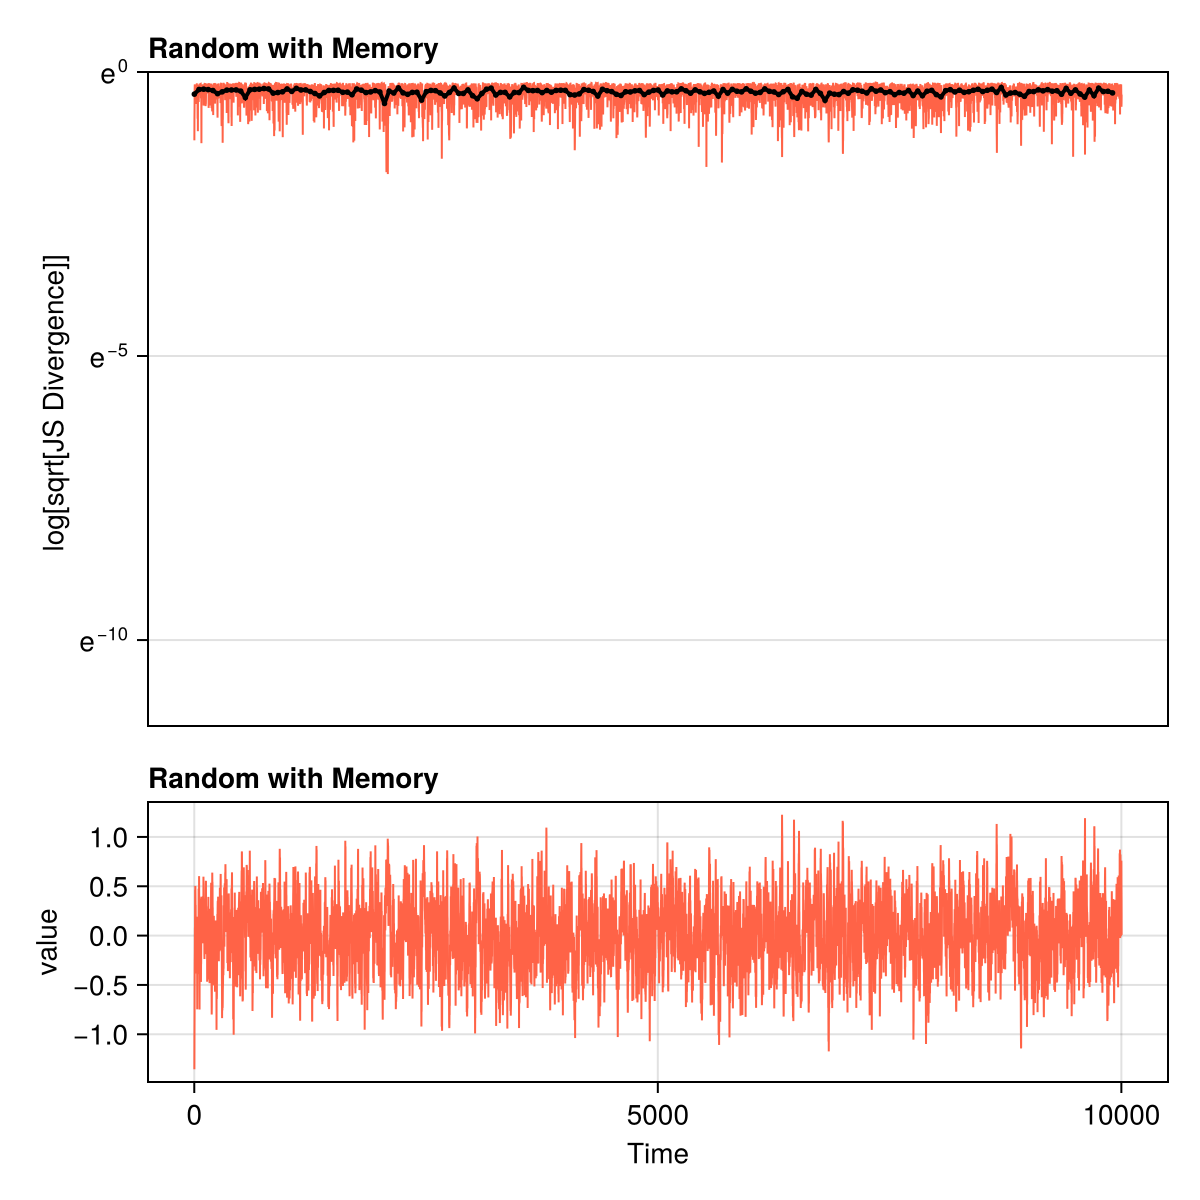 Random with Memory
e⁰
e⁻⁵
e⁻¹⁰
log[sqrt[JS Divergence]]
Random with Memory
1.0
0.5
0.0
−0.5
−1.0
value
0 5000 10000
Time